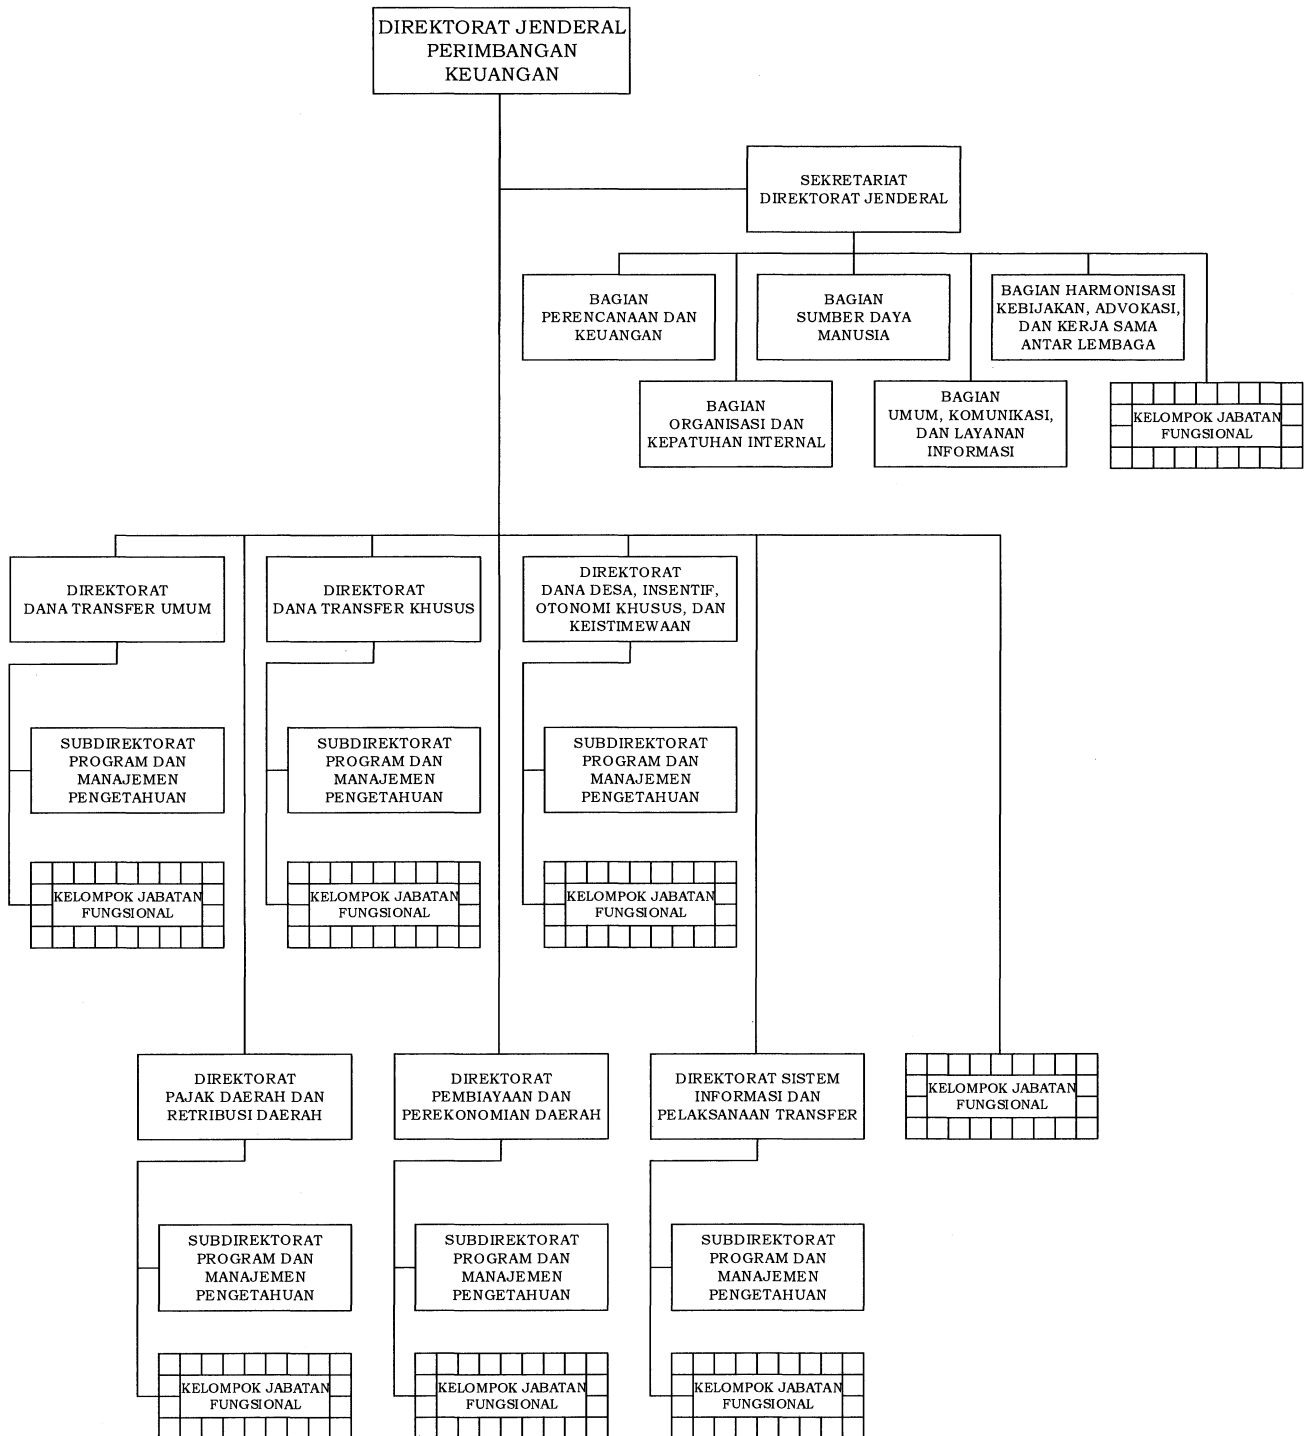 DIREKTORAT JENDERAL
PERIMBANGAN
KEUANGAN
SEKRETARIAT
DIREKTORAT JENDERAL
BAGIAN
PERENCANAAN DAN
KEUANGAN
BAGIAN
SUMBER DAYA
MANUSIA
BAGIAN HARMONISASI
KEBIJAKAN, ADVOKASI,
DAN KERJA SAMA
ANTAR LEMBAGA
BAGIAN
ORGANISASI DAN
KEPATUHAN INTERNAL
BAGIAN
UMUM, KOMUNIKASI,
DAN LAYANAN
INFORMASI
KELOMPOK JABATAN
FUNGSIONAL
DIREKTORAT
DANA TRANSFER UMUM
DIREKTORAT
DANA TRANSFER KHUSUS
DIREKTORAT
DANA DESA, INSENTIF,
OTONOMI KHUSUS, DAN
KEISTIMEWAAN
SUBDIREKTORAT
PROGRAM DAN
MANAJEMEN
PENGETAHUAN
SUBDIREKTORAT
PROGRAM DAN
MANAJEMEN
PENGETAHUAN
SUBDIREKTORAT
PROGRAM DAN
MANAJEMEN
PENGETAHUAN
KELOMPOK JABATAN
FUNGSIONAL
KELOMPOK JABATAN
FUNGSIONAL
KELOMPOK JABATAN
FUNGSIONAL
DIREKTORAT
PAJAK DAERAH DAN
RETRIBUSI DAERAH
DIREKTORAT
PEMBIAYAAN DAN
PEREKONOMIAN DAERAH
DIREKTORAT SISTEM
INFORMASI DAN
PELAKSANAAN TRANSFER
KELOMPOK JABATAN
FUNGSIONAL
SUBDIREKTORAT
PROGRAM DAN
MANAJEMEN
PENGETAHUAN
SUBDIREKTORAT
PROGRAM DAN
MANAJEMEN
PENGETAHUAN
SUBDIREKTORAT
PROGRAM DAN
MANAJEMEN
PENGETAHUAN
KELOMPOK JABATAN
FUNGSIONAL
KELOMPOK JABATAN
FUNGSIONAL
KELOMPOK JABATAN
FUNGSIONAL